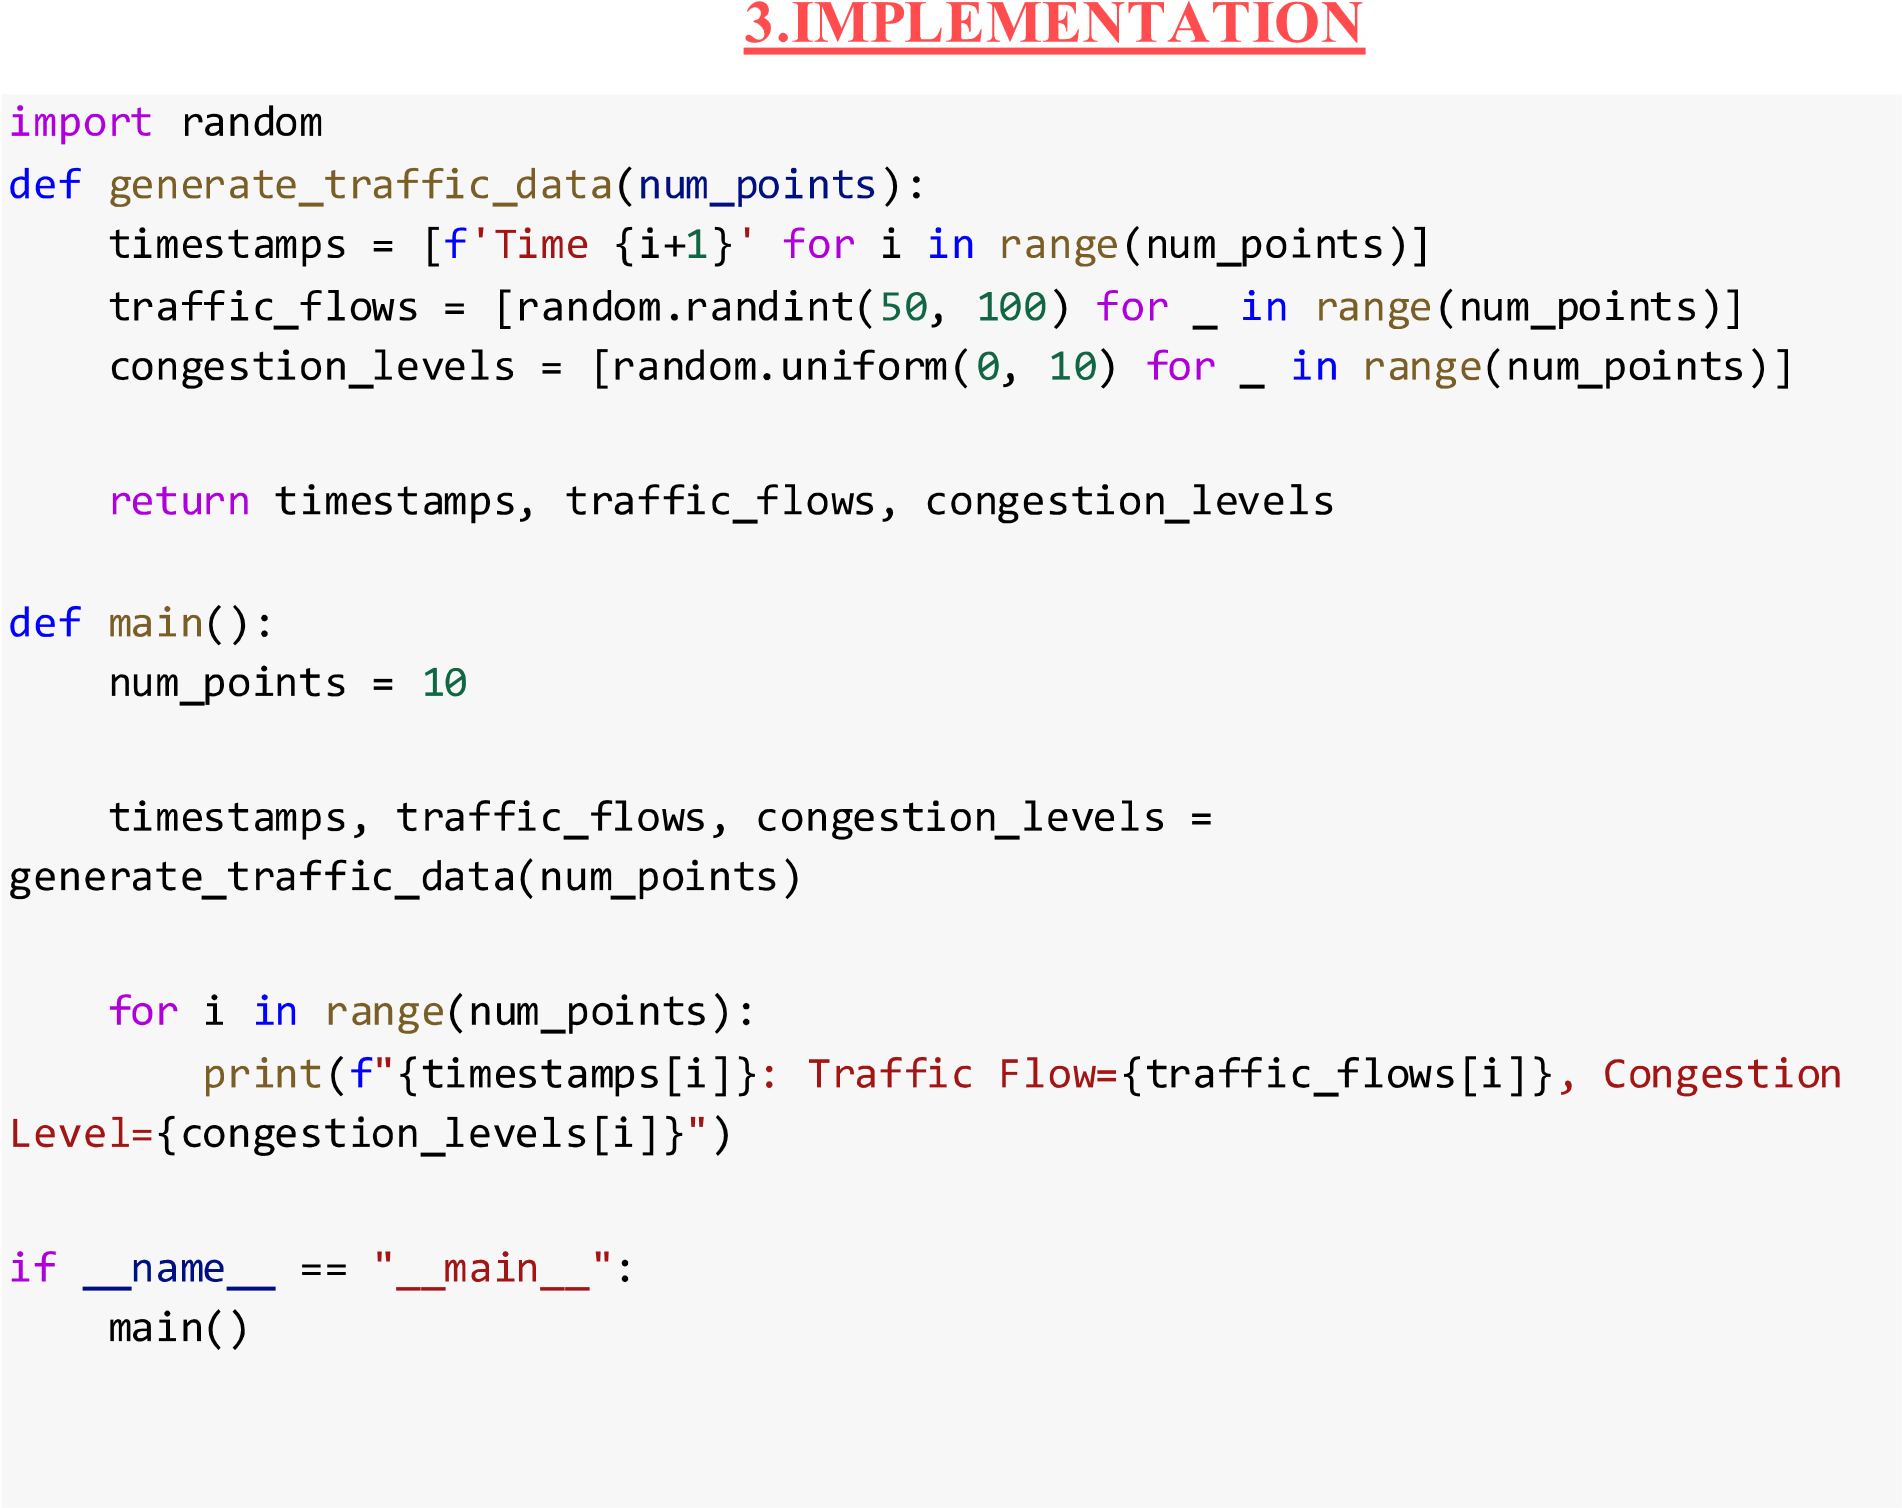 3.IMPLEMENTATION
import random
def generate_traffic_data(num_points):
    timestamps = [f'Time {i+1}' for i in range(num_points)]
    traffic_flows = [random.randint(50, 100) for _ in range(num_points)]
    congestion_levels = [random.uniform(0, 10) for _ in range(num_points)]
    return timestamps, traffic_flows, congestion_levels
def main():
    num_points = 10
    timestamps, traffic_flows, congestion_levels =
generate_traffic_data(num_points)
    for i in range(num_points):
        print(f"{timestamps[i]}: Traffic Flow={traffic_flows[i]}, Congestion
Level={congestion_levels[i]}")
if __name__ == "__main__":
    main()